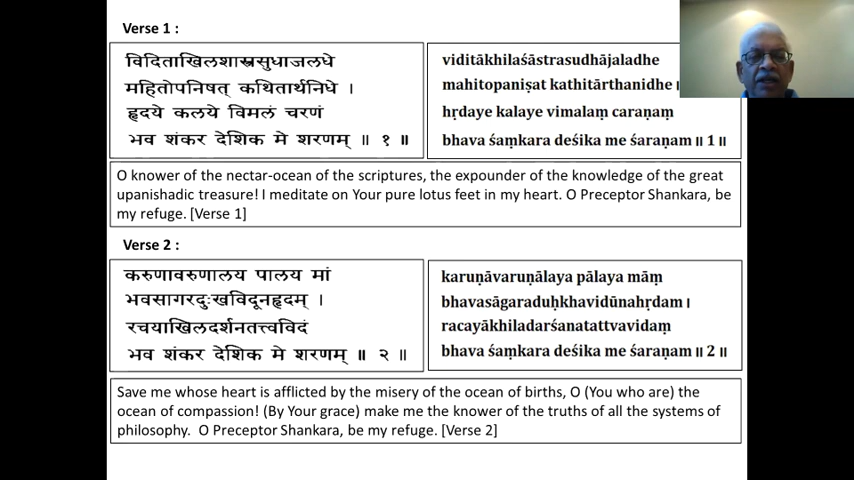 Verse 1 :
विदिताखिलशास्त्रसुधाजलधे
महितोपनिषत् कथितार्थनिधे ।
हृदये कलये विमलं चरणं
भव शंकर देशिक मे शरणम् ॥ १ ॥
viditākhilaśāstrasudhājaladhe
mahitopaniṣat kathitārthanidhe ।
hṛdaye kalaye vimalaṃ caraṇaṃ
bhava śaṃkara deśika me śaraṇam ॥ 1 ॥
O knower of the nectar-ocean of the scriptures, the expounder of the knowledge of the great
upanishadic treasure! I meditate on Your pure lotus feet in my heart. O Preceptor Shankara, be
my refuge. [Verse 1]
Verse 2 :
करुणावरुणालय पालय मां
भवसागरदुःखविदूनहृदम् ।
रचयाखिलदर्शनतत्त्वविदं
भव शंकर देशिक मे शरणम् ॥ २ ॥
karuṇāvaruṇālaya pālaya māṃ
bhavasāgaraduḥkhavidūnahṛdam ।
racayākhiladarśanatattvavidaṃ
bhava śaṃkara deśika me śaraṇam ॥ 2 ॥
Save me whose heart is afflicted by the misery of the ocean of births, O (You who are) the
ocean of compassion! (By Your grace) make me the knower of the truths of all the systems of
philosophy. O Preceptor Shankara, be my refuge. [Verse 2]